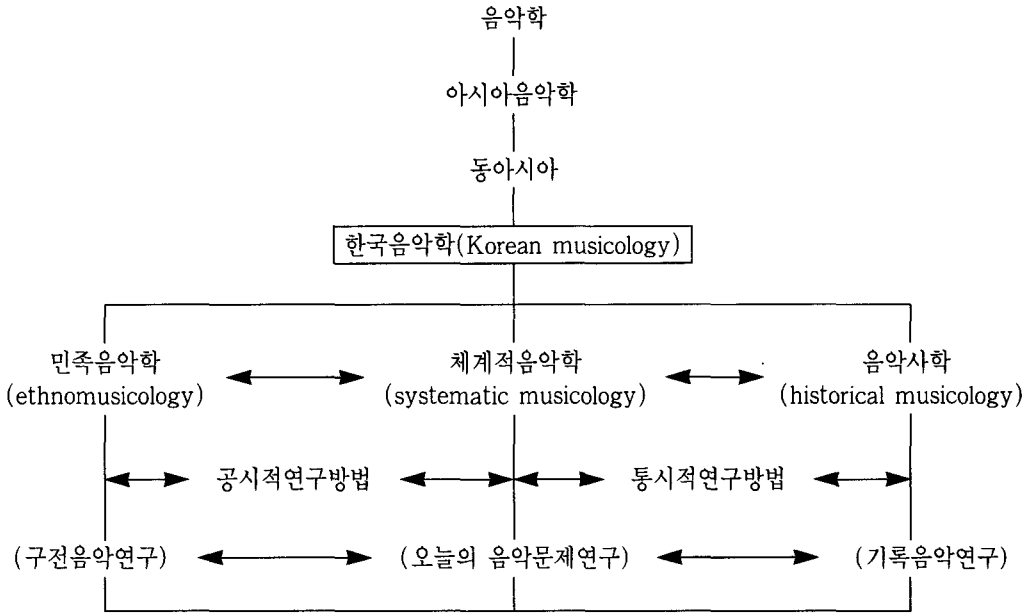 음악학
아시아음악학
동아시아
한국음악학(Korean musicology)
민족음악학 체계적음악학 음악사학
(ethnomusicology) (systematic musicology) (historical musicology)
공시적연구방법 통시적연구방법
(구전음악연구) (오늘의 음악문제연구) (기록음악연구)